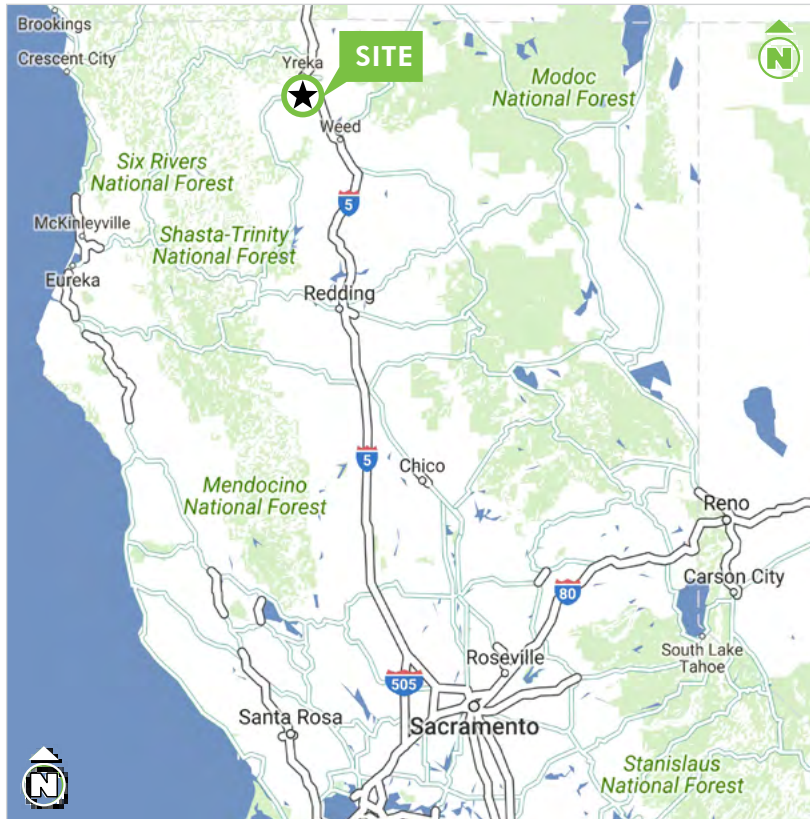 Brookings
Crescent City
Yreka
SITE
N
Modoc
National Forest
Weed
Six Rivers
National Forest
5
McKinleyville
Shasta-Trinity
National Forest
Eureka
Redding
5
Chico
Mendocino
National Forest
Reno
80
Carson City
South Lake
Tahoe
Roseville
505
Santa Rosa
Sacramento
Stanislaus
National Forest
N